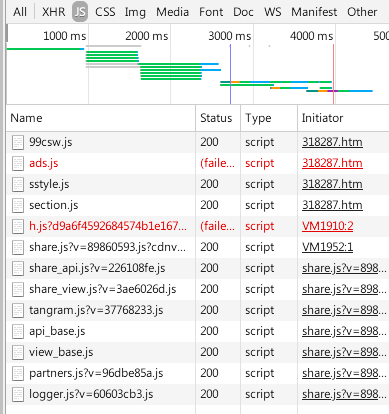 All XHR JS CSS Img Media Font Doc WS Manifest Other
1000 ms 2000 ms 3000 ms 4000 ms 500
Name Status Type Initiator
99csw.js 200 script 318287.htm
ads.js (faile... script 318287.htm
sstyle.js 200 script 318287.htm
section.js 200 script 318287.htm
h.js?d9a6f4592684574b1e167... (faile... script VM1910:2
share.js?v=89860593.js?cdnv... 200 script VM1952:1
share_api.js?v=226108fe.js 200 script share.js?v=898...
share_view.js?v=3ae6026d.js 200 script share.js?v=898...
tangram.js?v=37768233.js 200 script share.js?v=898...
api_base.js 200 script share.js?v=898...
view_base.js 200 script share.js?v=898...
partners.js?v=96dbe85a.js 200 script share.js?v=898...
logger.js?v=60603cb3.js 200 script share.js?v=898...